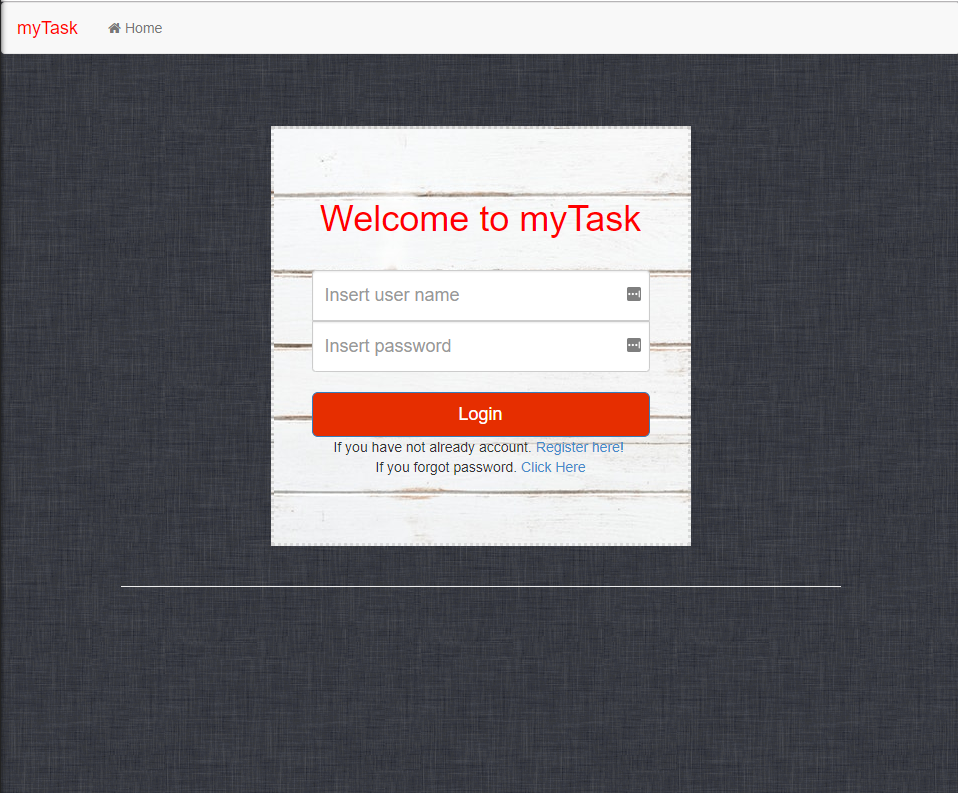 myTask Home
Welcome to myTask
Insert user name
Insert password
Login
If you have not already account. Register here!
If you forgot password. Click Here